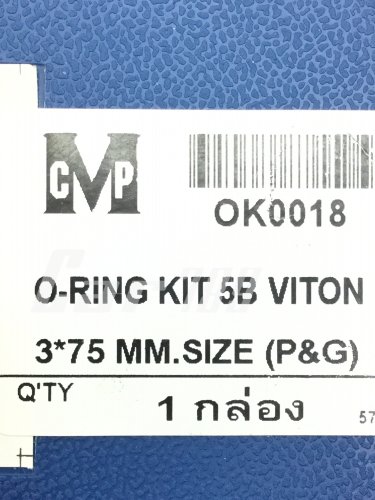 CMP
OK0018
O-RING KIT 5B VITON
3*75 MM.SIZE (P&G)
Q'TY
1 กล่อง
57